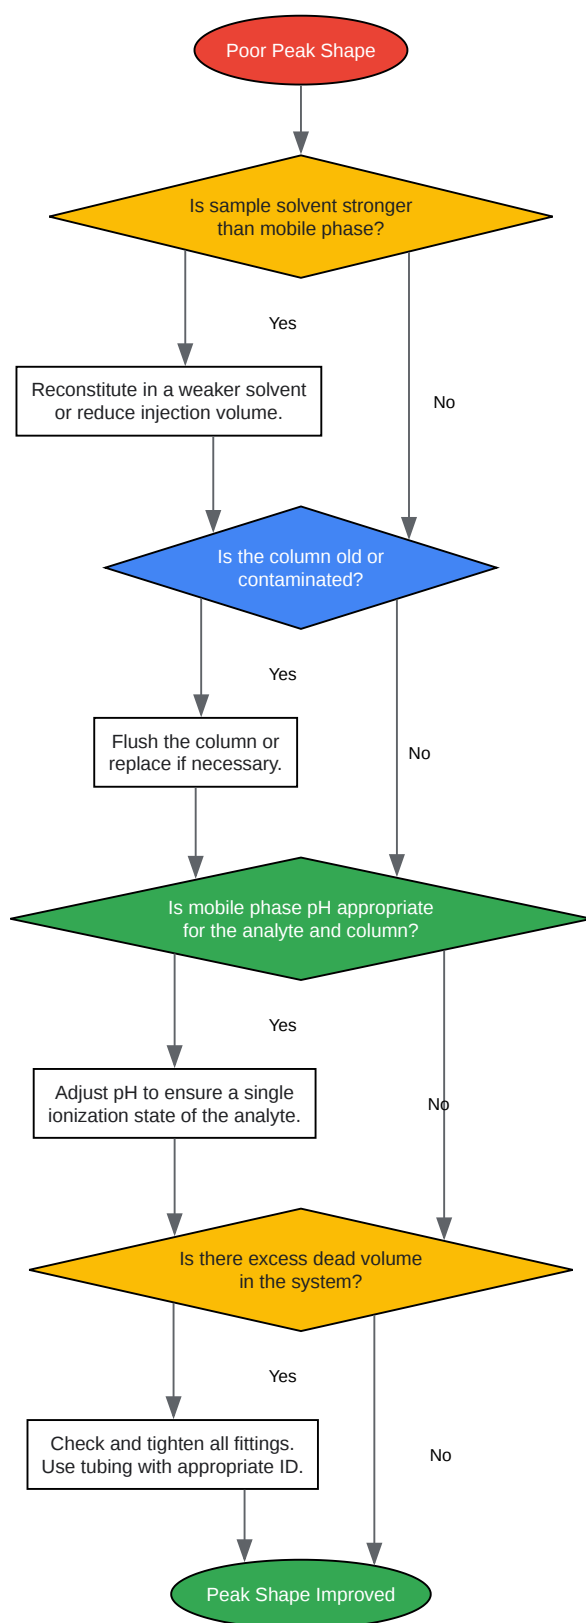 Poor Peak Shape
Is sample solvent stronger
than mobile phase?
Yes
Reconstitute in a weaker solvent
or reduce injection volume.
No
Is the column old or
contaminated?
Yes
Flush the column or
replace if necessary.
No
Is mobile phase pH appropriate
for the analyte and column?
Yes
Adjust pH to ensure a single
ionization state of the analyte.
No
Is there excess dead volume
in the system?
Yes
Check and tighten all fittings.
Use tubing with appropriate ID.
No
Peak Shape Improved